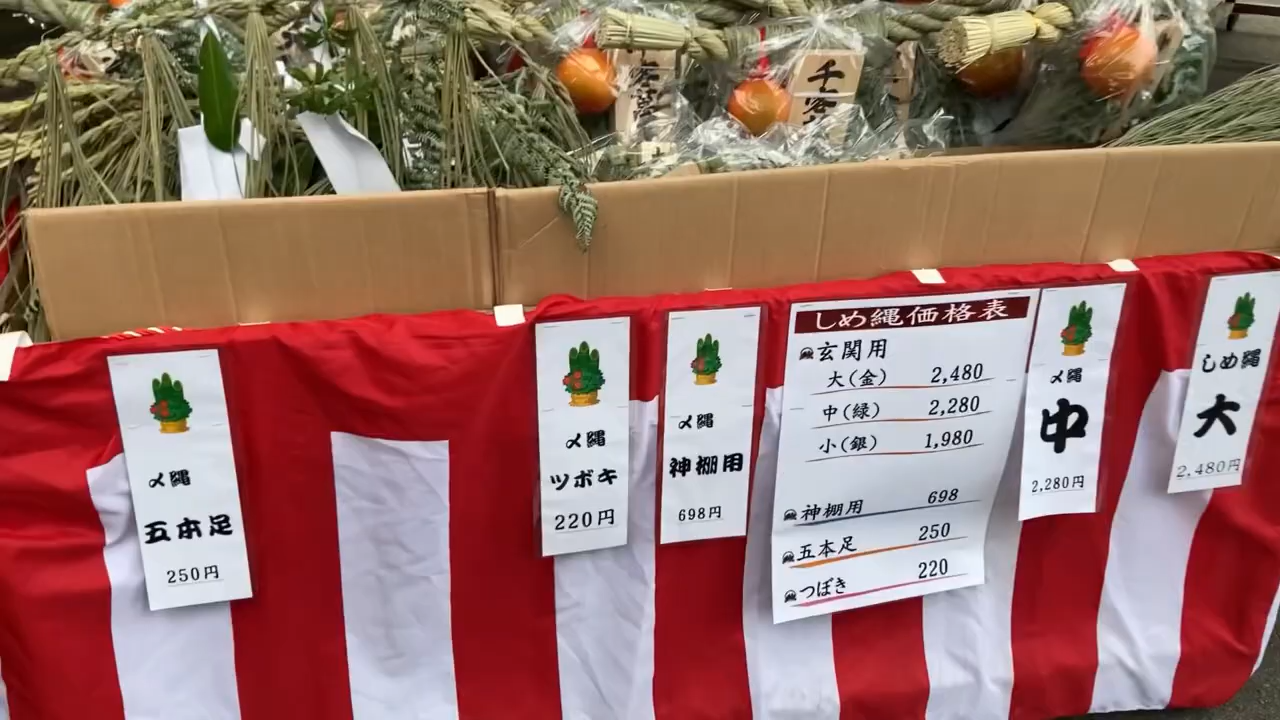 千客
〆縄
五本足
250円
〆縄
ツボキ
220円
〆縄
神棚用
698円
しめ縄価格表
玄関用
大(金) 2,480
中(緑) 2,280
小(銀) 1,980
神棚用 698
五本足 250
つぼき 220
〆縄
中
2,280円
しめ縄
大
2,480円